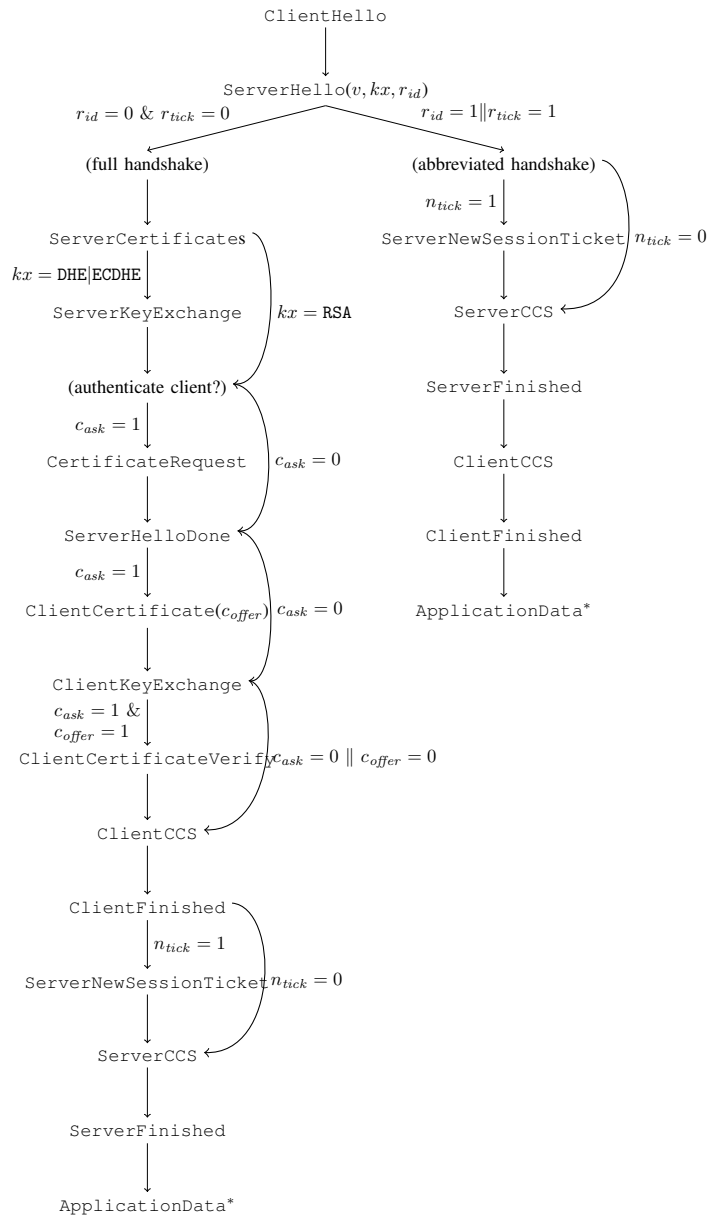 ClientHello
ServerHello(v, kx, r_id)
r_id = 0 & r_tick = 0
r_id = 1||r_tick = 1
(full handshake)
(abbreviated handshake)
n_tick = 1
ServerCertificates
ServerNewSessionTicket
n_tick = 0
kx = DHE|ECDHE
ServerKeyExchange
kx = RSA
ServerCCS
(authenticate client?)
ServerFinished
c_ask = 1
CertificateRequest
c_ask = 0
ClientCCS
ServerHelloDone
ClientFinished
c_ask = 1
ClientCertificate(c_offer)
c_ask = 0
ApplicationData*
ClientKeyExchange
c_ask = 1 &
c_offer = 1
ClientCertificateVerify
c_ask = 0 || c_offer = 0
ClientCCS
ClientFinished
n_tick = 1
ServerNewSessionTicket
n_tick = 0
ServerCCS
ServerFinished
ApplicationData*